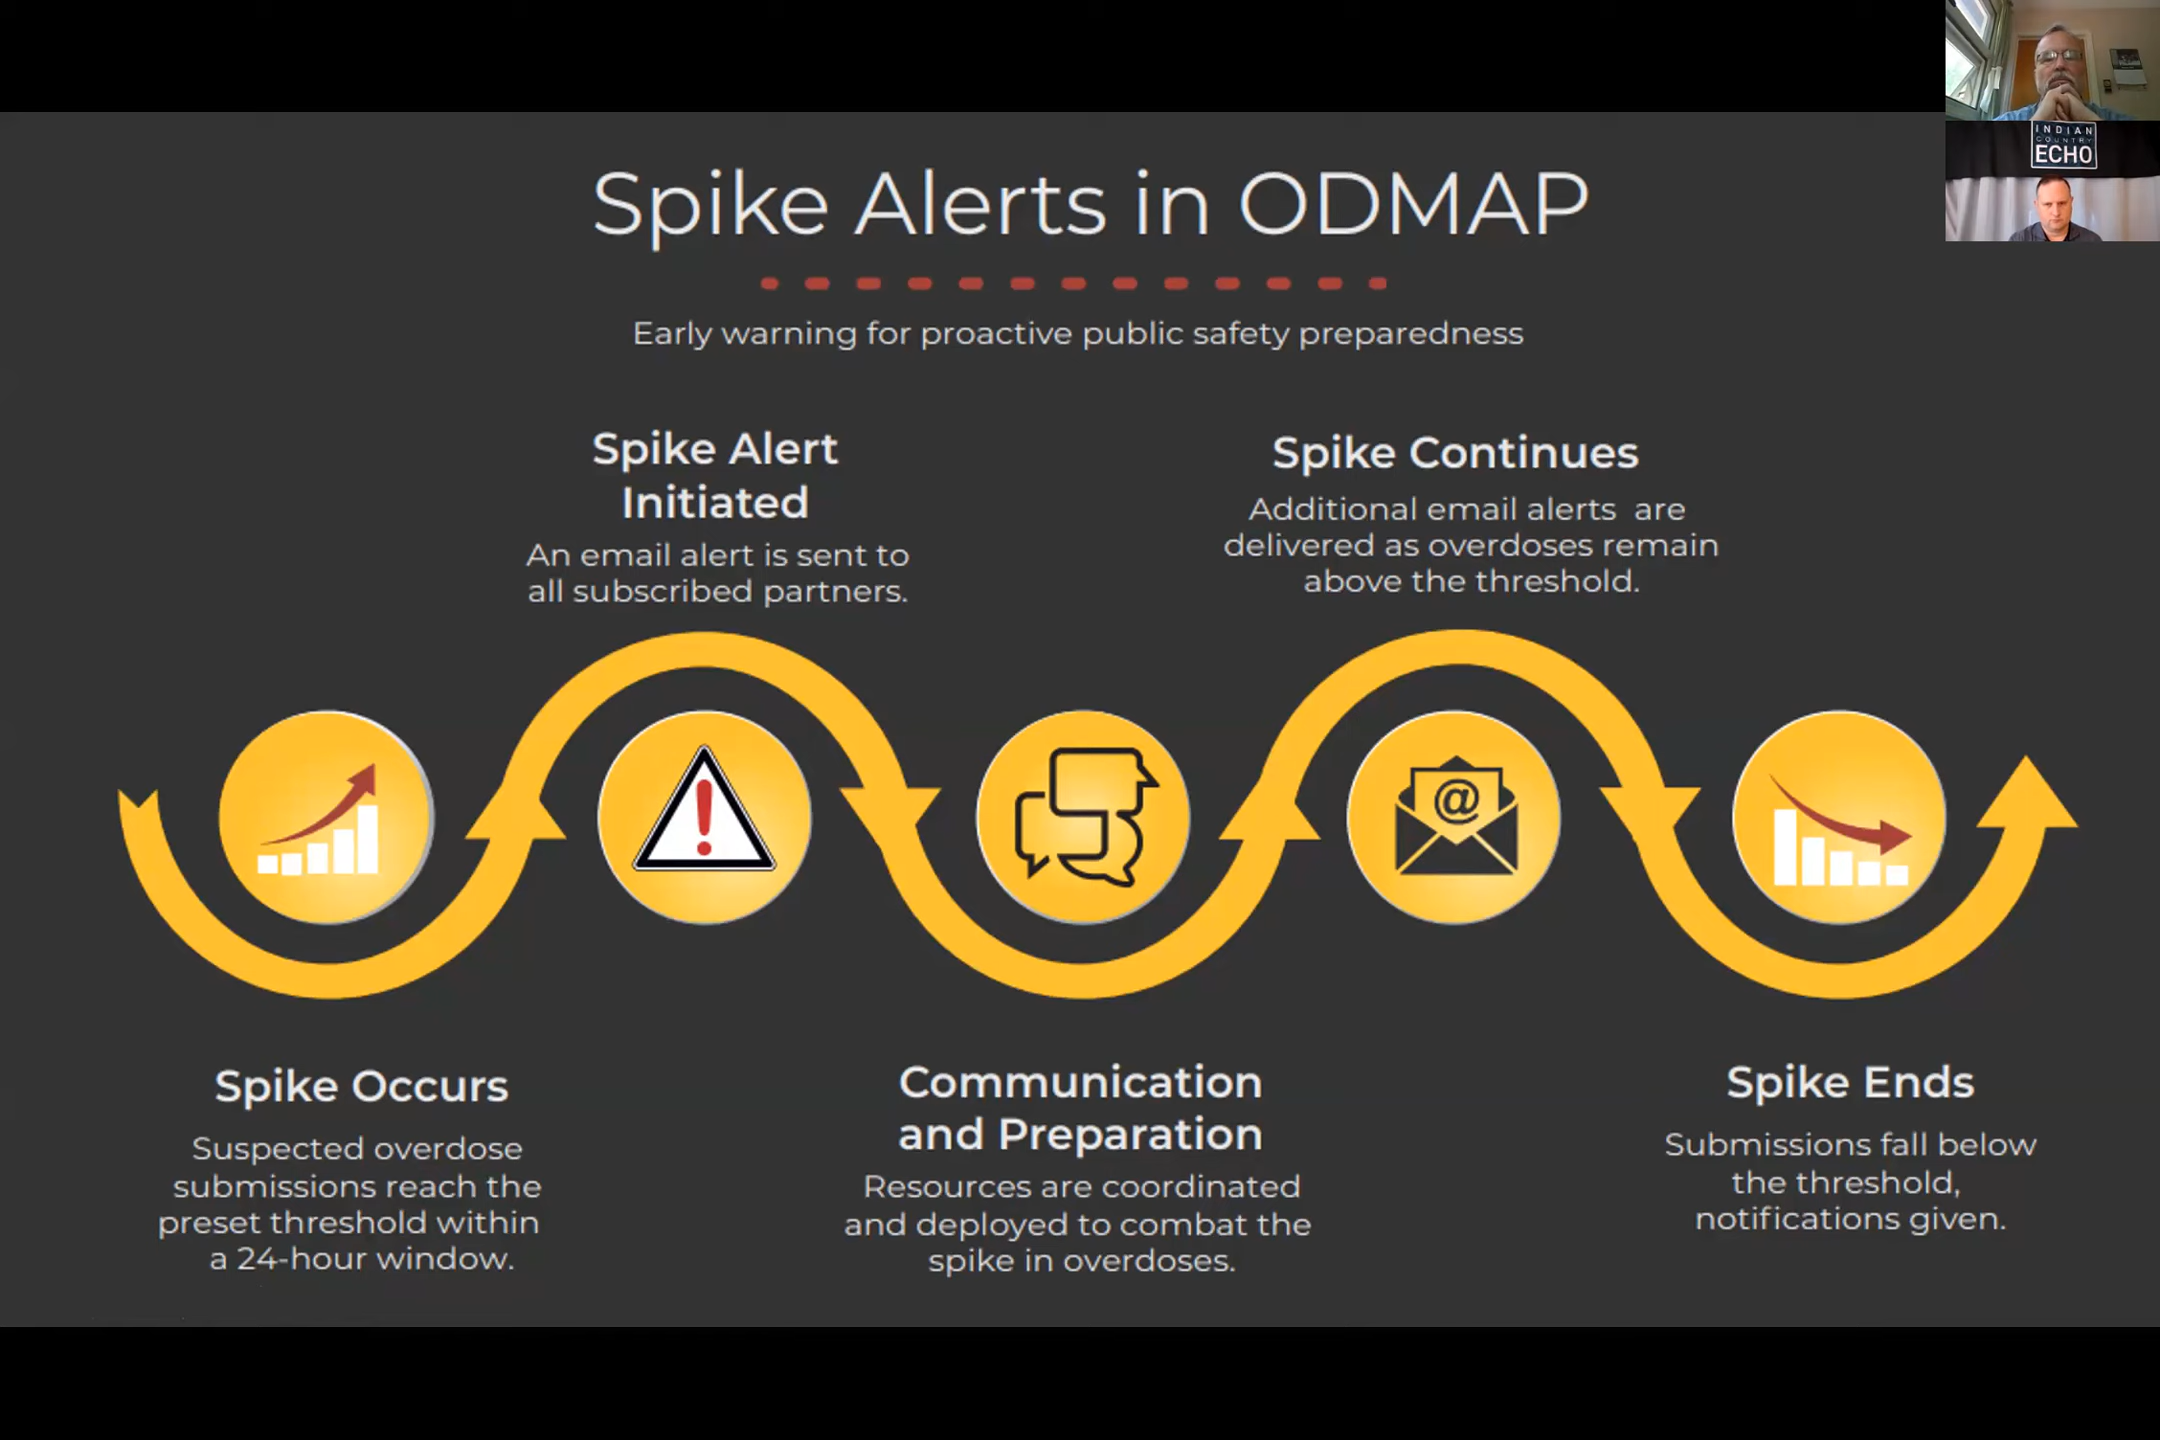 Spike Alerts in ODMAP
Early warning for proactive public safety preparedness
INDIAN
COUNTRY
ECHO
Spike Alert
Initiated
An email alert is sent to
all subscribed partners.
Spike Continues
Additional email alerts are
delivered as overdoses remain
above the threshold.
@
Spike Occurs
Suspected overdose
submissions reach the
preset threshold within
a 24-hour window.
Communication
and Preparation
Resources are coordinated
and deployed to combat the
spike in overdoses.
Spike Ends
Submissions fall below
the threshold,
notifications given.